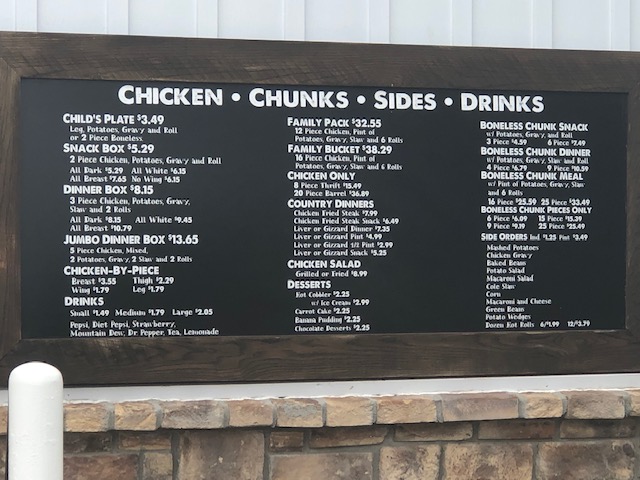 CHICKEN • CHUNKS • SIDES • DRINKS
CHILD'S PLATE $3.49
Leg, Potatoes, Gravy and Roll
or 2 Piece Boneless
SNACK BOX $5.29
2 Piece Chicken, Potatoes, Gravy and Roll
All Dark $5.29 All White $6.15
All Breast $7.65 No Wing $6.15
DINNER BOX $8.15
3 Piece Chicken, Potatoes, Gravy,
Slaw and 2 Rolls
All Dark $8.15 All White $9.45
All Breast $10.79
JUMBO DINNER BOX $13.65
5 Piece Chicken, Mixed,
2 Potatoes, Gravy, 2 Slaw and 2 Rolls
CHICKEN-BY-PIECE
Breast $3.55 Thigh $2.29
Wing $1.79 Leg $1.79
DRINKS
Small $1.49 Medium $1.79 Large $2.05
Pepsi, Diet Pepsi, Strawberry,
Mountain Dew, Dr. Pepper, Tea, Lemonade
FAMILY PACK $32.55
12 Piece Chicken, Pint of
Potatoes, Gravy, Slaw and 6 Rolls
FAMILY BUCKET $38.29
16 Piece Chicken, Pint of
Potatoes, Gravy, Slaw and 6 Rolls
CHICKEN ONLY
8 Piece Thrift $15.49
20 Piece Barrel $36.89
COUNTRY DINNERS
Chicken Fried Steak $7.99
Chicken Fried Steak Snack $6.49
Liver or Gizzard Dinner $7.35
Liver or Gizzard Pint $4.99
Liver or Gizzard 1/2 Pint $2.99
Liver or Gizzard Snack $5.25
CHICKEN SALAD
Grilled or Fried $8.99
DESSERTS
Hot Cobbler $2.25
w/ Ice Cream $2.99
Carrot Cake $2.25
Banana Pudding $2.25
Chocolate Desserts $2.25
BONELESS CHUNK SNACK
w/ Potatoes, Gravy and Roll
3 Piece $4.59 6 Piece $7.49
BONELESS CHUNK DINNER
w/ Potatoes, Gravy, Slaw and Roll
4 Piece $6.79 9 Piece $10.59
BONELESS CHUNK MEAL
w/ Pint of Potatoes, Gravy, Slaw
and 6 Rolls
16 Piece $25.59 25 Piece $33.49
BONELESS CHUNK PIECES ONLY
6 Piece $6.09 15 Piece $15.39
9 Piece $9.19 25 Piece $25.49
SIDE ORDERS Ind. $1.25 Pint $3.49
Mashed Potatoes
Chicken Gravy
Baked Beans
Potato Salad
Macaroni Salad
Cole Slaw
Corn
Macaroni and Cheese
Green Beans
Potato Wedges
Dozen Hot Rolls 6/$1.99 12/$3.79